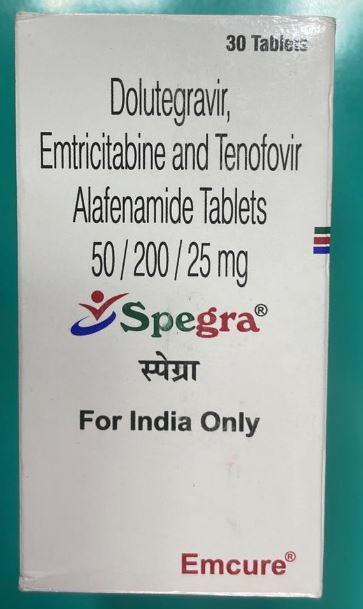 30 Tablets
Dolutegravir,
Emtricitabine and Tenofovir
Alafenamide Tablets
50 / 200 / 25 mg
Spegra®
स्पेग्रा
For India Only
Emcure®